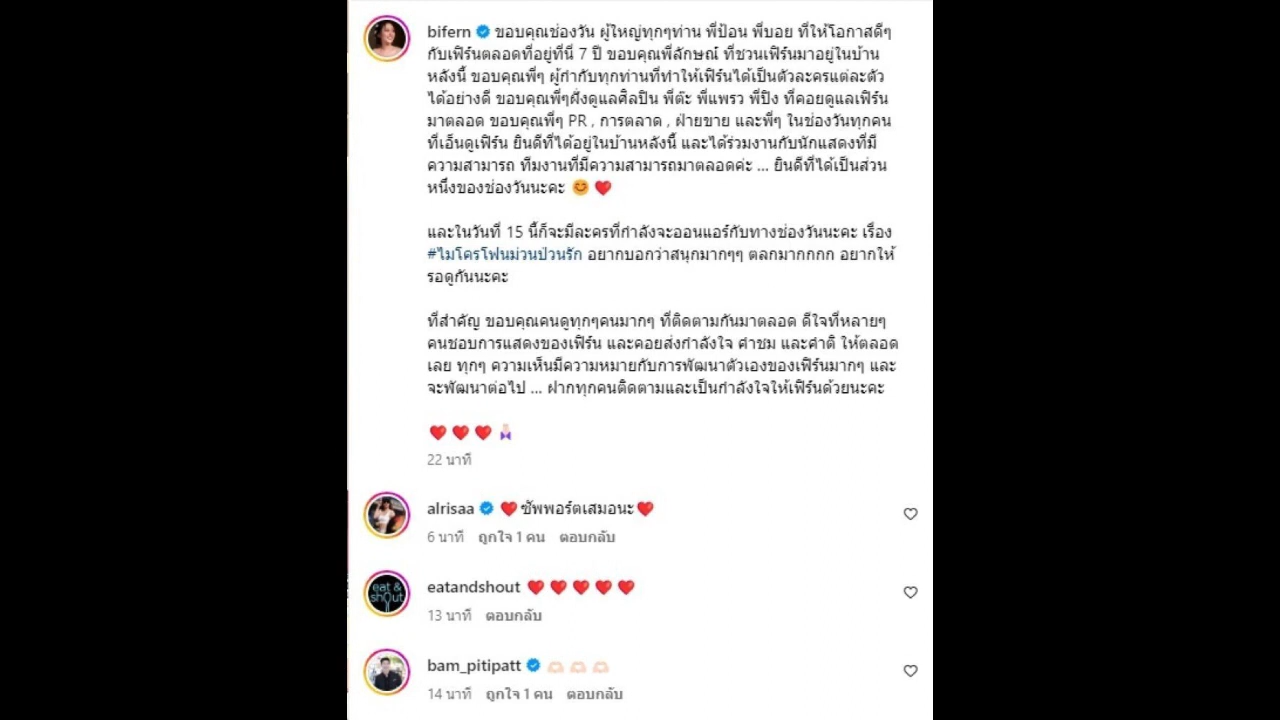 bifern ขอบคุณช่องวัน ผู้ใหญ่ทุกๆท่าน พี่ป้อน พี่บอย ที่ให้โอกาสดีๆ
กับเฟิร์นตลอดที่อยู่ที่นี่ 7 ปี ขอบคุณพี่ลักษณ์ ที่ชวนเฟิร์นมาอยู่ในบ้าน
หลังนี้ ขอบคุณพี่ๆ ผู้กำกับทุกท่านที่ทำให้เฟิร์นได้เป็นตัวละครแต่ละตัว
ได้อย่างดี ขอบคุณพี่ๆฝั่งดูแลศิลปิน พี่ต๊ะ พี่แพรว พี่ปิง ที่คอยดูแลเฟิร์น
มาตลอด ขอบคุณพี่ๆ PR , การตลาด , ฝ่ายขาย และพี่ๆ ในช่องวันทุกคน
ที่เอ็นดูเฟิร์น ยินดีที่ได้อยู่ในบ้านหลังนี้ และได้ร่วมงานกับนักแสดงที่มี
ความสามารถ ทีมงานที่มีความสามารถมาตลอดค่ะ ... ยินดีที่ได้เป็นส่วน
หนึ่งของช่องวันนะคะ 😊 ❤️
และในวันที่ 15 นี้ก็จะมีละครที่กำลังจะออนแอร์กับทางช่องวันนะคะ เรื่อง
#ไมโครโฟนม่วนป่วนรัก อยากบอกว่าสนุกมากๆๆ ตลกมากกกก อยากให้
รอดูกันนะคะ
ที่สำคัญ ขอบคุณคนดูทุกๆคนมากๆ ที่ติดตามกันมาตลอด ดีใจที่หลายๆ
คนชอบการแสดงของเฟิร์น และคอยส่งกำลังใจ คำชม และคำติ ให้ตลอด
เลย ทุกๆ ความเห็นมีความหมายกับการพัฒนาตัวเองของเฟิร์นมากๆ และ
จะพัฒนาต่อไป ... ฝากทุกคนติดตามและเป็นกำลังใจให้เฟิร์นด้วยนะคะ
❤️ ❤️ ❤️
22 นาที
alrisaa ❤️ซัพพอร์ตเสมอนะ❤️
6 นาที ถูกใจ 1 คน ตอบกลับ
eat & shout
eatandshout ❤️ ❤️ ❤️ ❤️ ❤️
13 นาที ตอบกลับ
bam_pitipatt 🫶🏻 🫶🏻 🫶🏻
14 นาที ถูกใจ 1 คน ตอบกลับ